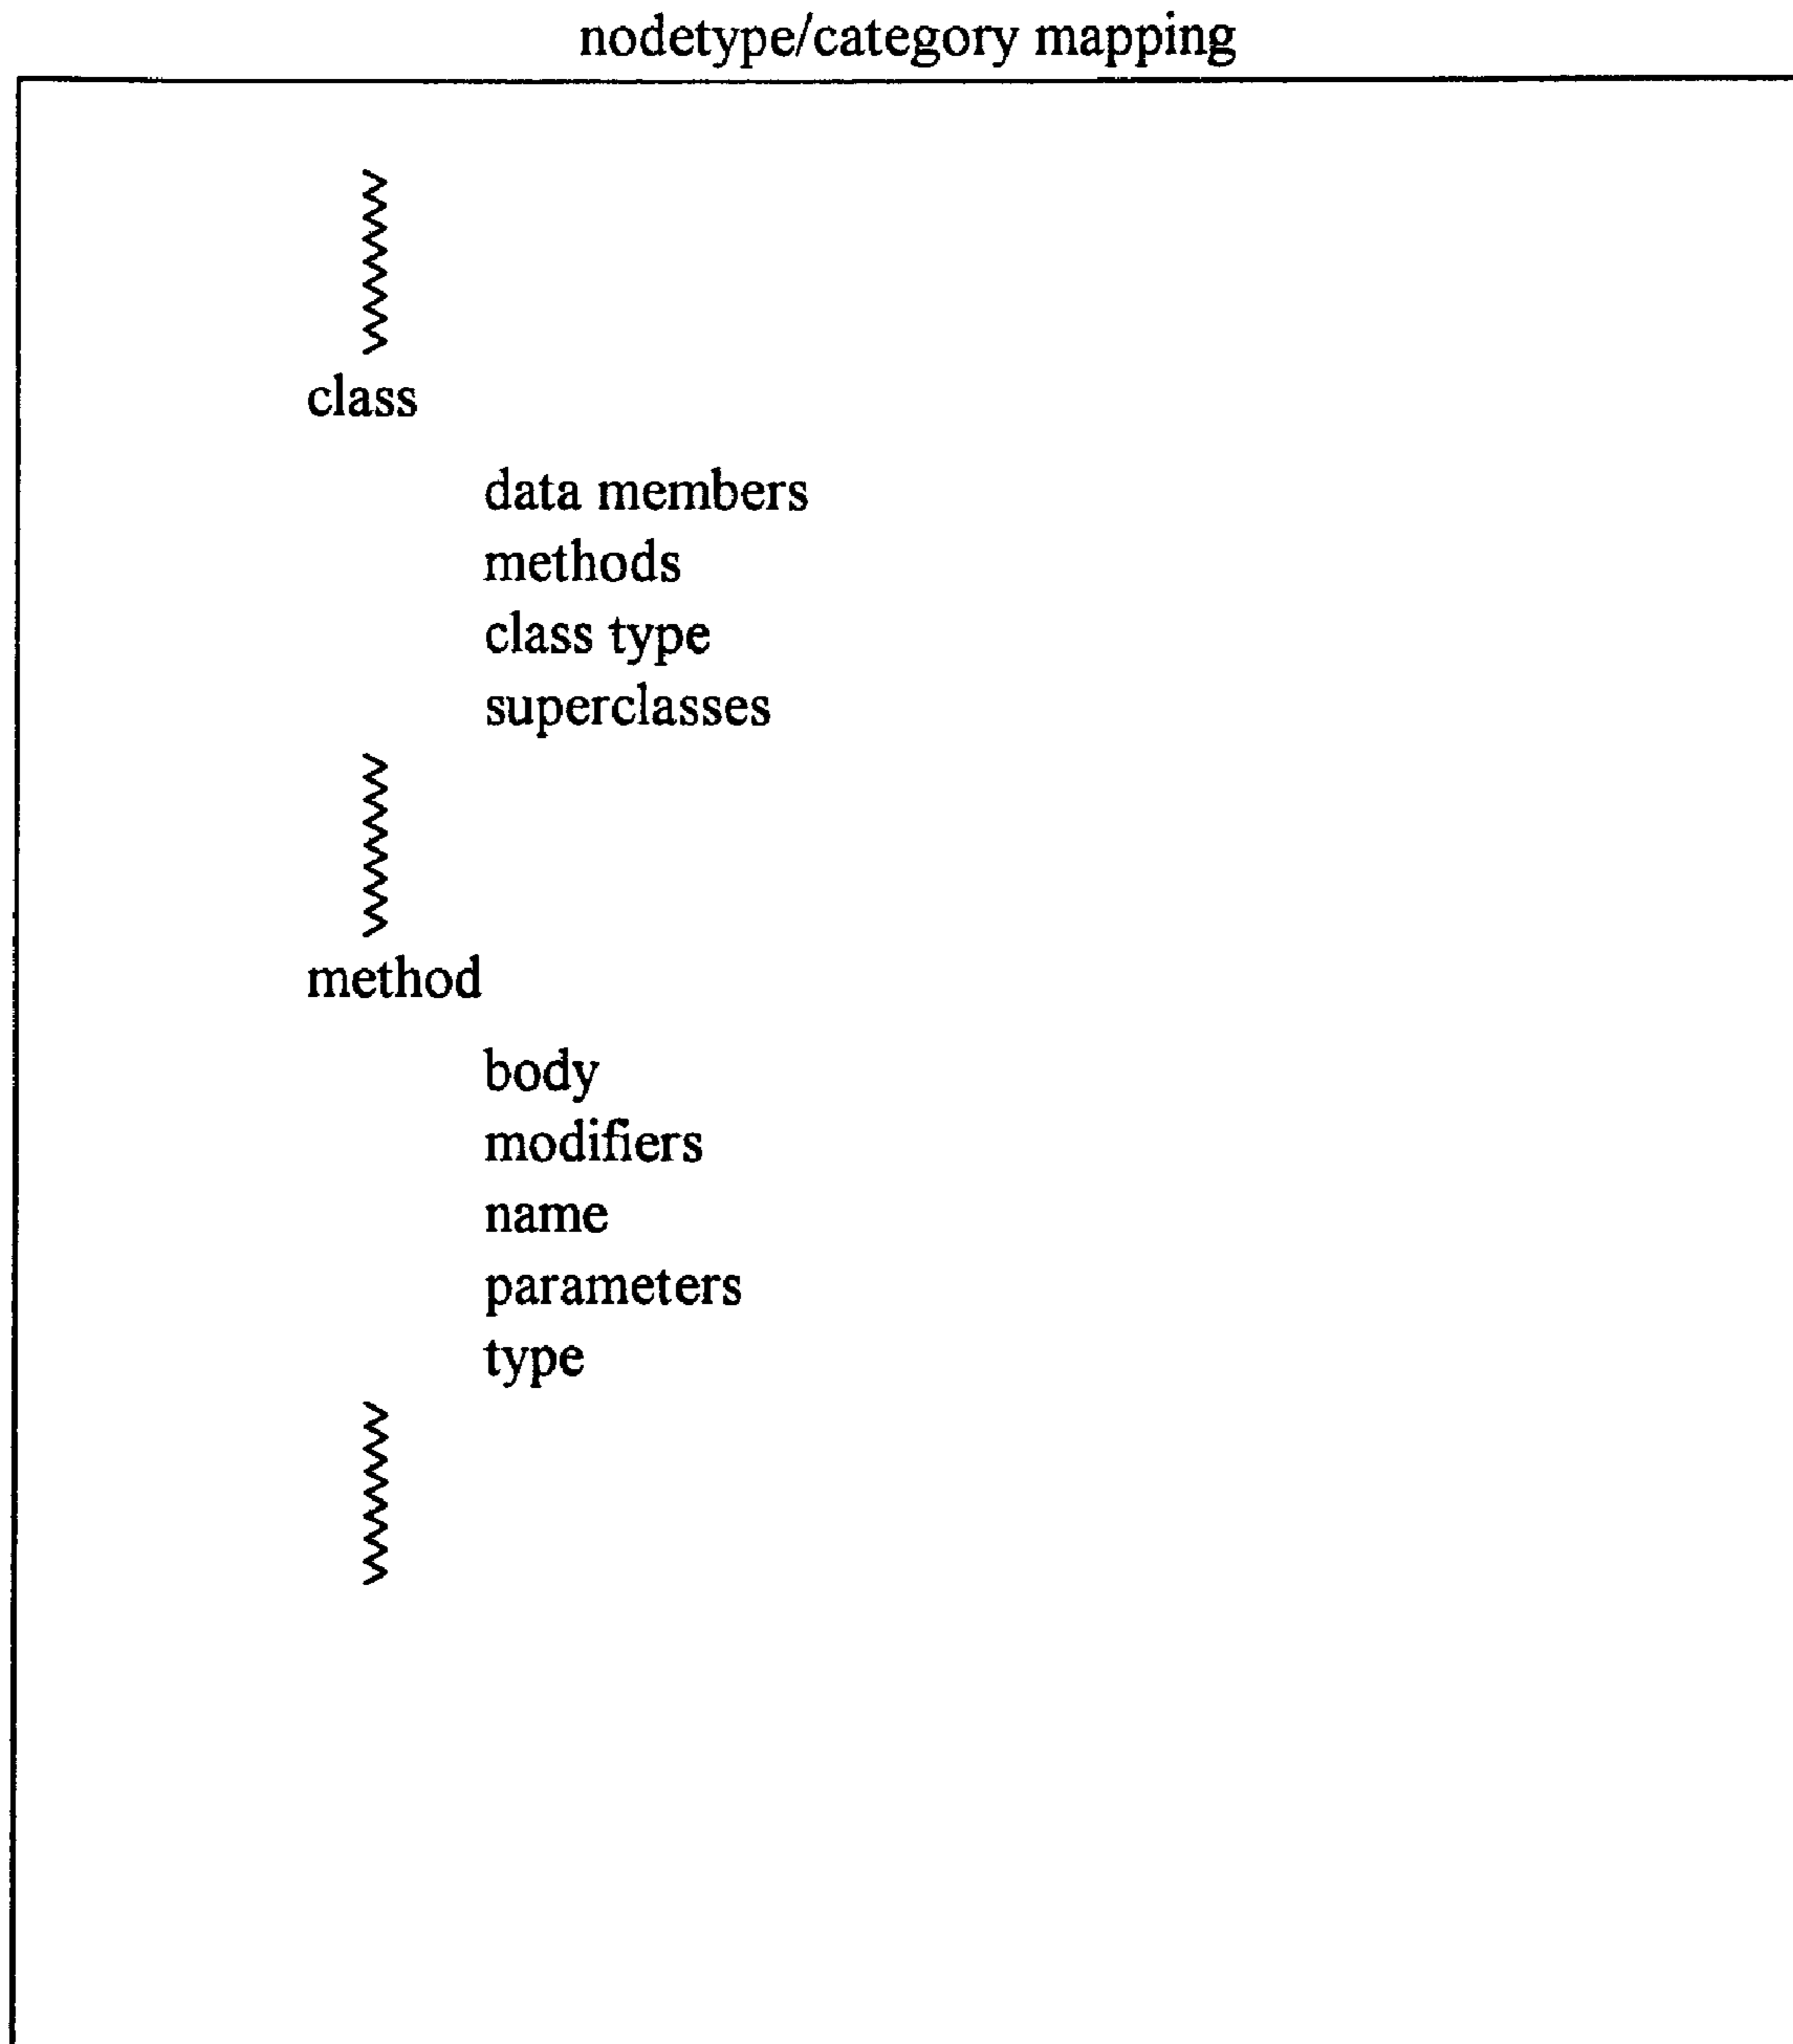 nodetype/category mapping
class
data members
methods
class type
superclasses
method
body
modifiers
name
parameters
type